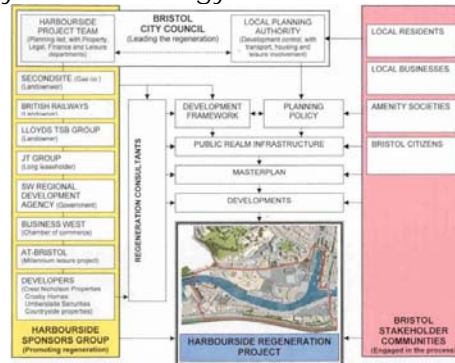 HARBOURSIDE
PROJECT TEAM
(Planning led, with Property,
Legal, Finance and Leisure
departments)
BRISTOL
CITY COUNCIL
(Leading the regeneration)
LOCAL PLANNING
AUTHORITY
(Development control, with
transport, housing and
leisure involvement)
SECONDSITE (Gas co)
(Landowner)
BRITISH RAILWAYS
(Landowner)
LLOYDS TSB GROUP
(Landowner)
JT GROUP
(Long leaseholder)
SW REGIONAL
DEVELOPMENT
AGENCY (Government)
BUSINESS WEST
(Chamber of commerce)
AT-BRISTOL
(Millennium leisure project)
DEVELOPERS
(Crest Nicholson Properties
Crosby Homes
Umberslade Securities
Countryside properties)
HARBOURSIDE
SPONSORS GROUP
(Promoting regeneration)
REGENERATION CONSULTANTS
DEVELOPMENT
FRAMEWORK
PLANNING
POLICY
PUBLIC REALM INFRASTRUCTURE
MASTERPLAN
DEVELOPMENTS
HARBOURSIDE REGENERATION
PROJECT
LOCAL RESIDENTS
LOCAL BUSINESSES
AMENITY SOCIETIES
BRISTOL CITIZENS
BRISTOL
STAKEHOLDER
COMMUNITIES
(Engaged in the process)